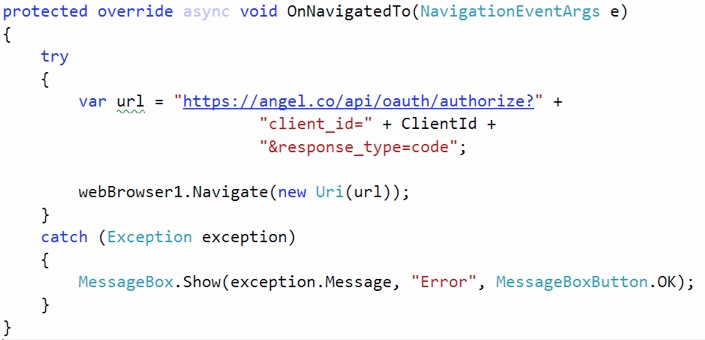 protected override async void OnNavigatedTo(NavigationEventArgs e)
{
    try
    {
        var url = "https://angel.co/api/oauth/authorize?" +
                           "client_id=" + ClientId +
                           "&response_type=code";

        webBrowser1.Navigate(new Uri(url));
    }
    catch (Exception exception)
    {
        MessageBox.Show(exception.Message, "Error", MessageBoxButton.OK);
    }
}